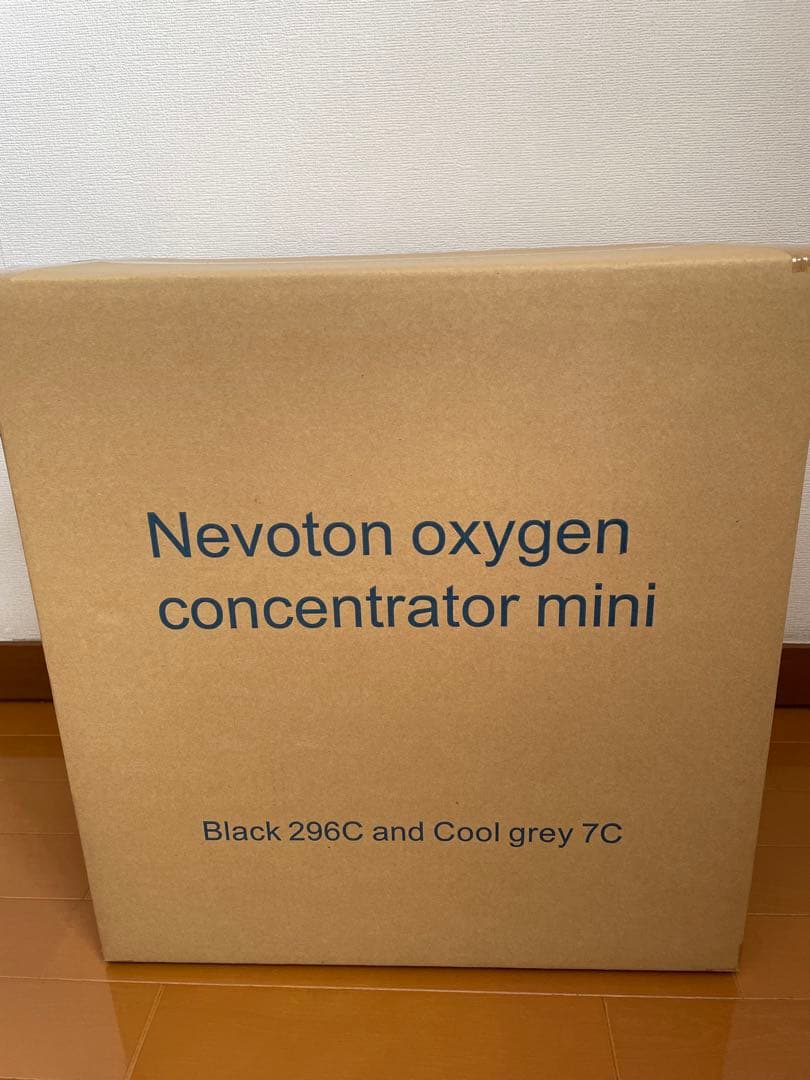 Nevoton oxygen
concentrator mini
Black 296C and Cool grey 7C